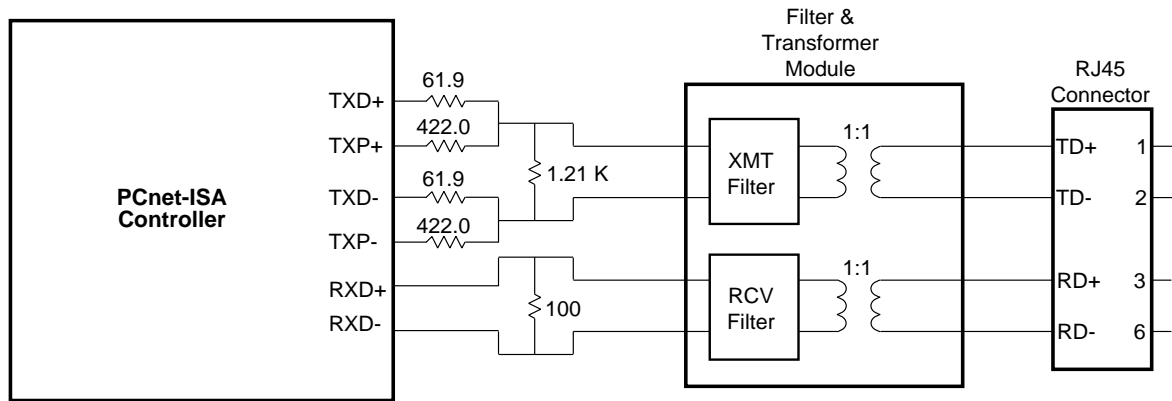 Filter &
Transformer
Module
RJ45
Connector
PCnet-ISA
Controller
TXD+
61.9
TXP+
422.0
TXD-
61.9
TXP-
422.0
1.21 K
RXD+
RXD-
100
XMT
Filter
1:1
RCV
Filter
1:1
TD+ 1
TD- 2
RD+ 3
RD- 6